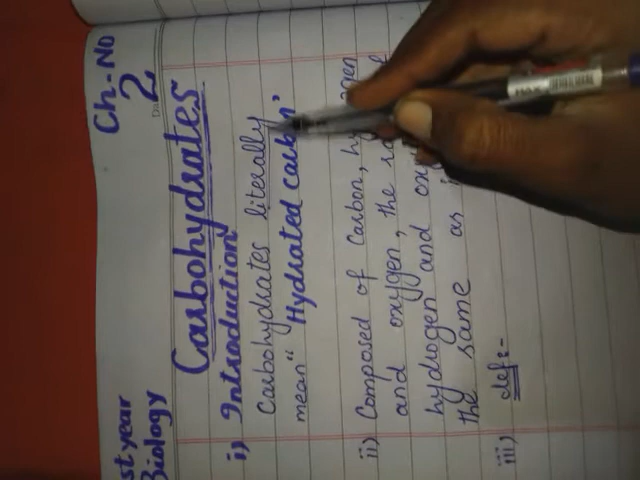 Ch-No
2
st year
Biology
Carbohydrates
i) Introduction
Carbohydrates literally
mean "Hydrated carbon"
ii) Composed of Carbon,
and oxygen, the
hydrogen and
the same as
iii) def:-